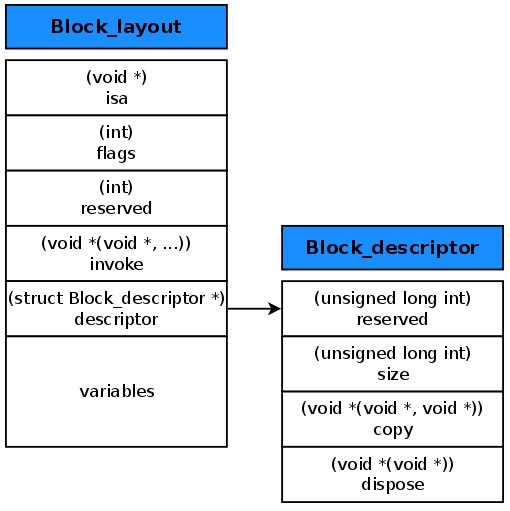 Block_layout
(void *)
isa
(int)
flags
(int)
reserved
(void *(void *, ...))
invoke
(struct Block_descriptor *)
descriptor
variables
Block_descriptor
(unsigned long int)
reserved
(unsigned long int)
size
(void *(void *, void *))
copy
(void *(void *))
dispose